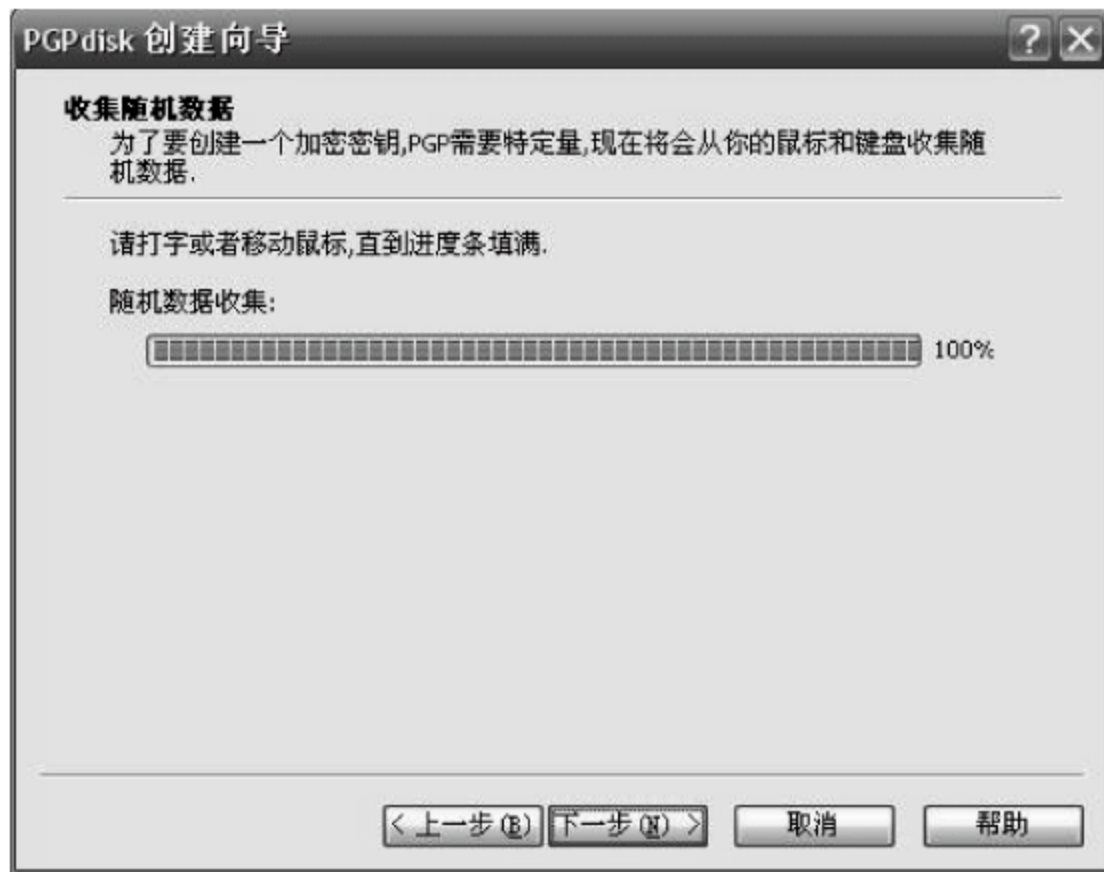 PGPdisk 创建向导
收集随机数据
为了要创建一个加密密钥,PGP需要特定量,现在将会从你的鼠标和键盘收集随
机数据.
请打字或者移动鼠标,直到进度条填满.
随机数据收集:
100%
< 上一步(B) 下一步(N) > 取消 帮助